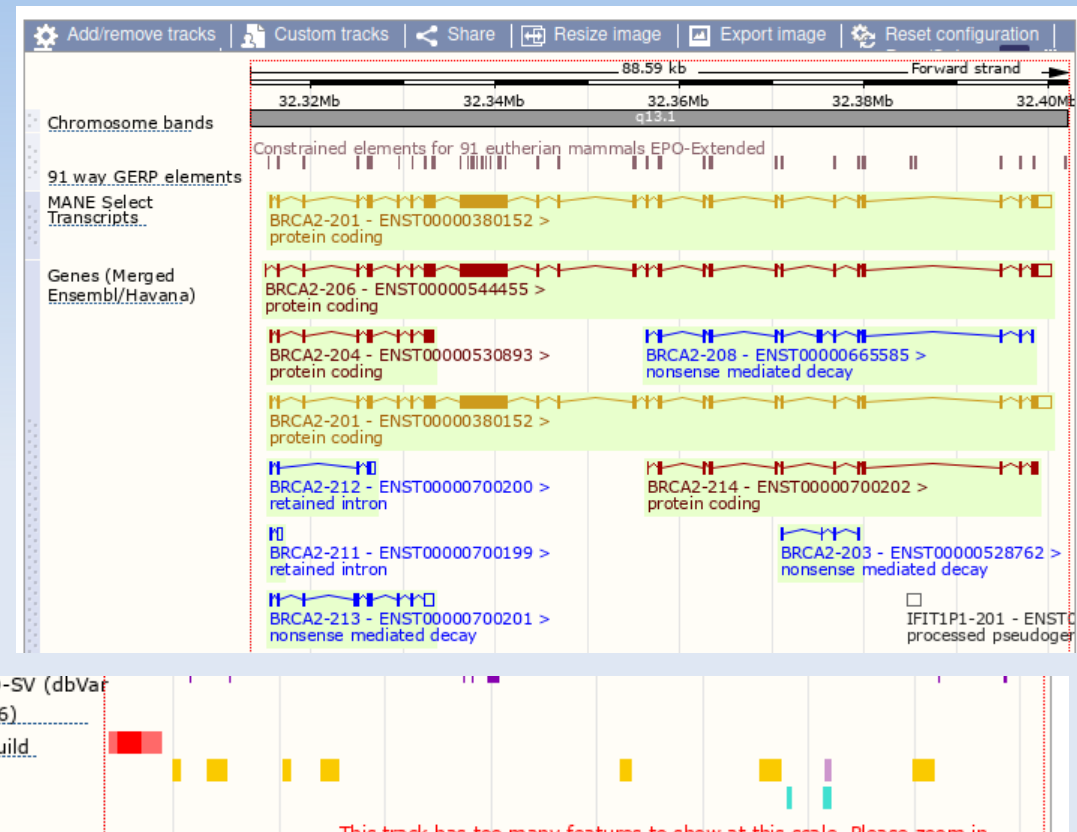 Add/remove tracks Custom tracks Share Resize image Export image Reset configuration
88.59 kb Forward strand
32.32Mb 32.34Mb 32.36Mb 32.38Mb 32.40Mb
Chromosome bands q13.1
Constrained elements for 91 eutherian mammals EPO-Extended
91 way GERP elements
MANE Select
Transcripts
BRCA2-201 - ENST00000380152 >
protein coding
Genes (Merged
Ensembl/Havana)
BRCA2-206 - ENST00000544455 >
protein coding
BRCA2-204 - ENST00000530893 > BRCA2-208 - ENST00000665585 >
protein coding nonsense mediated decay
BRCA2-201 - ENST00000380152 >
protein coding
BRCA2-212 - ENST00000700200 > BRCA2-214 - ENST00000700202 >
retained intron protein coding
BRCA2-211 - ENST00000700199 > BRCA2-203 - ENST00000528762 >
retained intron nonsense mediated decay
BRCA2-213 - ENST00000700201 > IFIT1P1-201 - ENST0
nonsense mediated decay processed pseudoger
-SV (dbVar
6)
uild
This track has too many features to show at this scale. Please zoom in